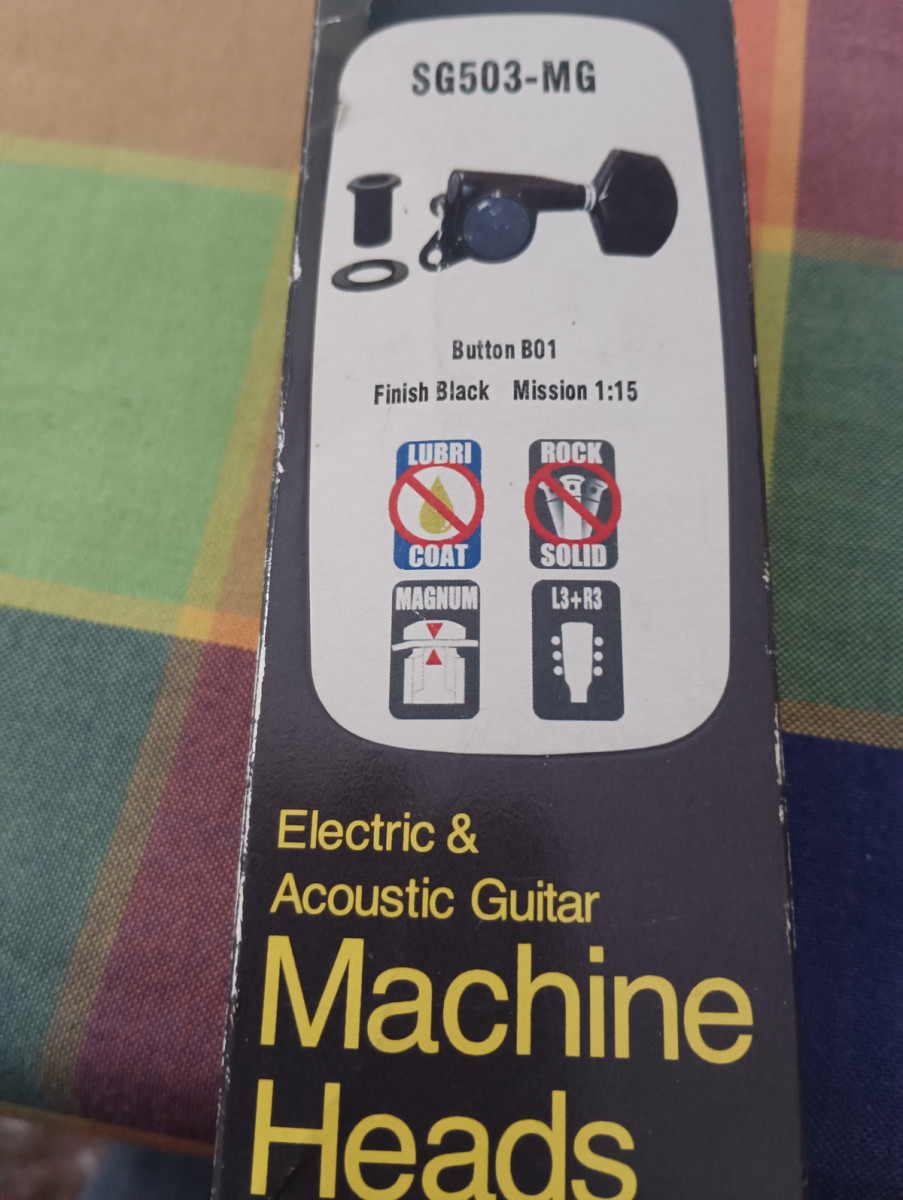 SG503-MG
Button B01
Finish Black Mission 1:15
LUBRI
COAT
ROCK
SOLID
MAGNUM
L3+R3
Electric &
Acoustic Guitar
Machine
Heads